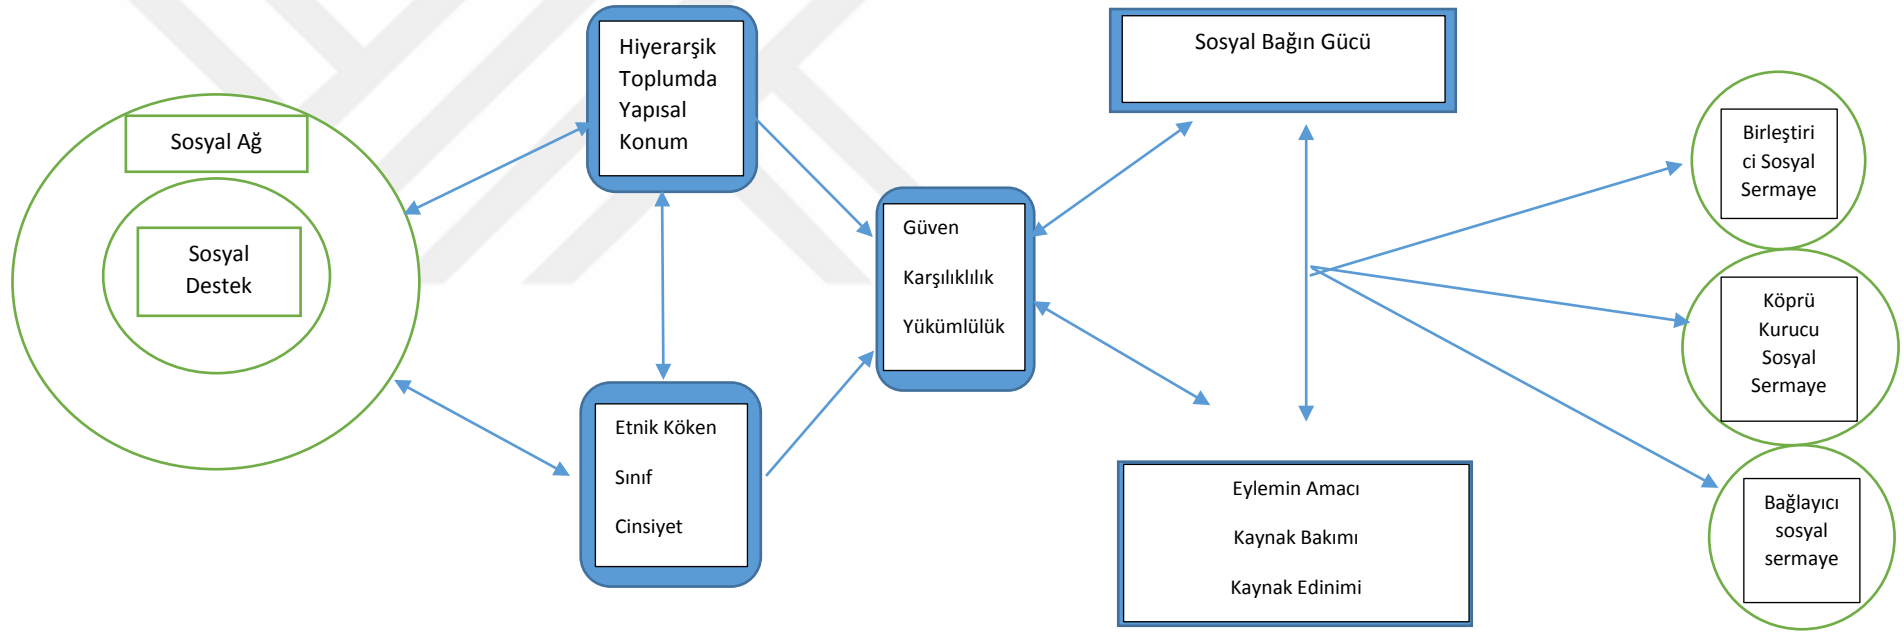 Sosyal Ağ
Sosyal
Destek
Hiyerarşik
Toplumda
Yapısal
Konum
Etnik Köken
Sınıf
Cinsiyet
Güven
Karşılıklılık
Yükümlülük
Sosyal Bağın Gücü
Eylemin Amacı
Kaynak Bakımı
Kaynak Edinimi
Birleştiri
ci Sosyal
Sermaye
Köprü
Kurucu
Sosyal
Sermaye
Bağlayıcı
sosyal
sermaye